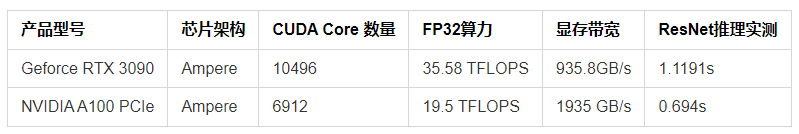 产品型号 芯片架构 CUDA Core 数量 FP32算力 显存带宽 ResNet推理实测
Geforce RTX 3090 Ampere 10496 35.58 TFLOPS 935.8GB/s 1.1191s
NVIDIA A100 PCIe Ampere 6912 19.5 TFLOPS 1935 GB/s 0.694s